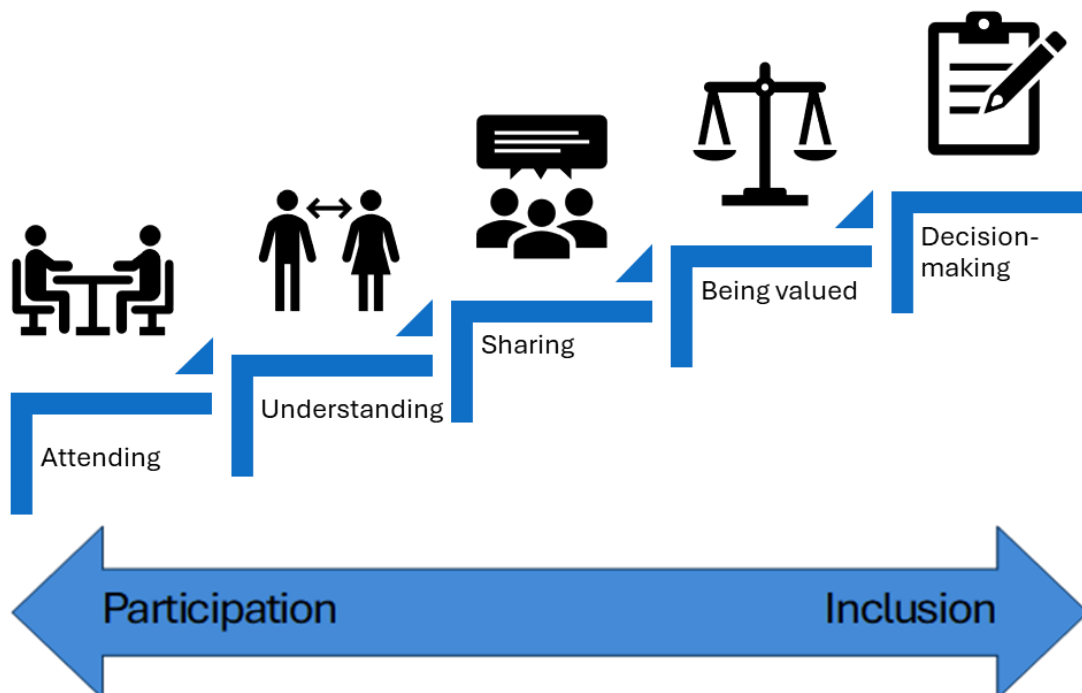 Attending
Understanding
Sharing
Being valued
Decision-
making
Participation
Inclusion